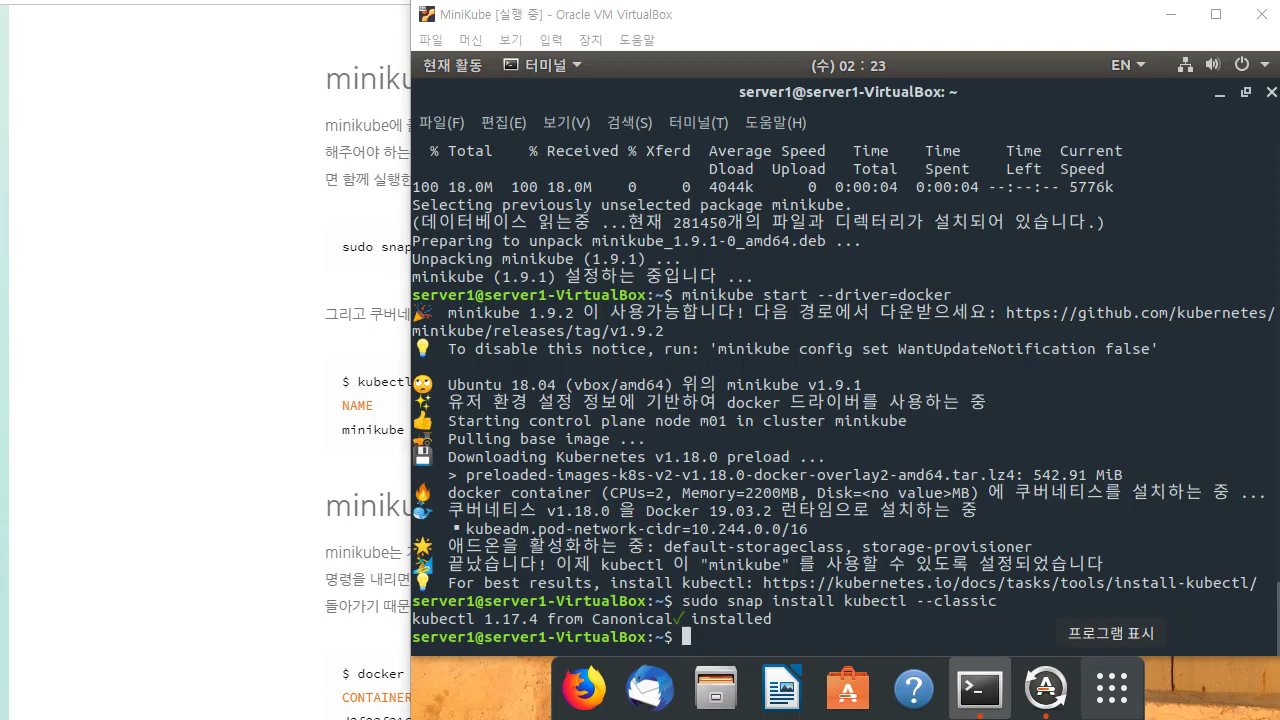 minikub
minikube에
해주어야 하는
면 함께 실행한
sudo snap
그리고 쿠버네
$ kubectl
NAME
minikube
minik
minikube는
명령을 내리면
돌아가기 때문
$ docker
CONTAINER
MiniKube [실행 중] - Oracle VM VirtualBox
파일 머신 보기 입력 장치 도움말
현재 활동 터미널 (수) 02 : 23 EN
server1@server1-VirtualBox: ~
파일(F) 편집(E) 보기(V) 검색(S) 터미널(T) 도움말(H)
% Total % Received % Xferd Average Speed Time Time Time Current
Dload Upload Total Spent Left Speed
100 18.0M 100 18.0M 0 0 4044k 0 0:00:04 0:00:04 --:--:-- 5776k
Selecting previously unselected package minikube.
(데이터베이스 읽는중 ...현재 281450개의 파일과 디렉터리가 설치되어 있습니다.)
Preparing to unpack minikube_1.9.1-0_amd64.deb ...
Unpacking minikube (1.9.1) ...
minikube (1.9.1) 설정하는 중입니다 ...
server1@server1-VirtualBox:~$ minikube start --driver=docker
minikube 1.9.2 이 사용가능합니다! 다음 경로에서 다운받으세요: https://github.com/kubernetes/
minikube/releases/tag/v1.9.2
To disable this notice, run: 'minikube config set WantUpdateNotification false'
Ubuntu 18.04 (vbox/amd64) 위의 minikube v1.9.1
유저 환경 설정 정보에 기반하여 docker 드라이버를 사용하는 중
Starting control plane node m01 in cluster minikube
Pulling base image ...
Downloading Kubernetes v1.18.0 preload ...
> preloaded-images-k8s-v2-v1.18.0-docker-overlay2-amd64.tar.lz4: 542.91 MiB
docker container (CPUs=2, Memory=2200MB, Disk=<no value>MB) 에 쿠버네티스를 설치하는 중 ...
쿠버네티스 v1.18.0 을 Docker 19.03.2 런타임으로 설치하는 중
▪ kubeadm.pod-network-cidr=10.244.0.0/16
애드온을 활성화하는 중: default-storageclass, storage-provisioner
끝났습니다! 이제 kubectl 이 "minikube" 를 사용할 수 있도록 설정되었습니다
For best results, install kubectl: https://kubernetes.io/docs/tasks/tools/install-kubectl/
server1@server1-VirtualBox:~$ sudo snap install kubectl --classic
kubectl 1.17.4 from Canonical✓ installed
server1@server1-VirtualBox:~$
프로그램 표시